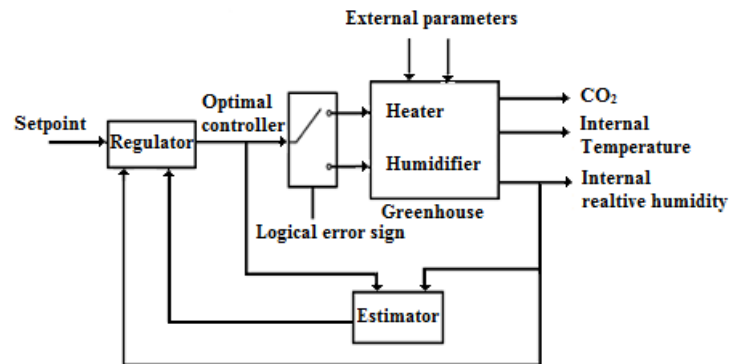 External parameters
Setpoint
Regulator
Optimal
controller
Heater
Humidifier
Greenhouse
CO₂
Internal
Temperature
Internal
realtive humidity
Logical error sign
Estimator